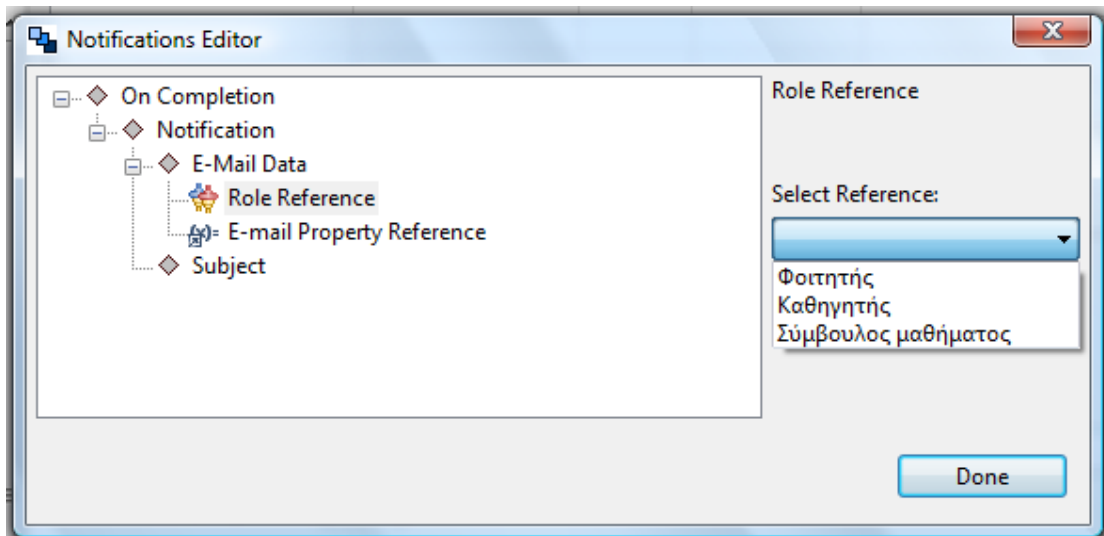 Notifications Editor
On Completion
Notification
E-Mail Data
Role Reference
E-mail Property Reference
Subject
Role Reference
Select Reference:
Φοιτητής
Καθηγητής
Σύμβουλος μαθήματος
Done